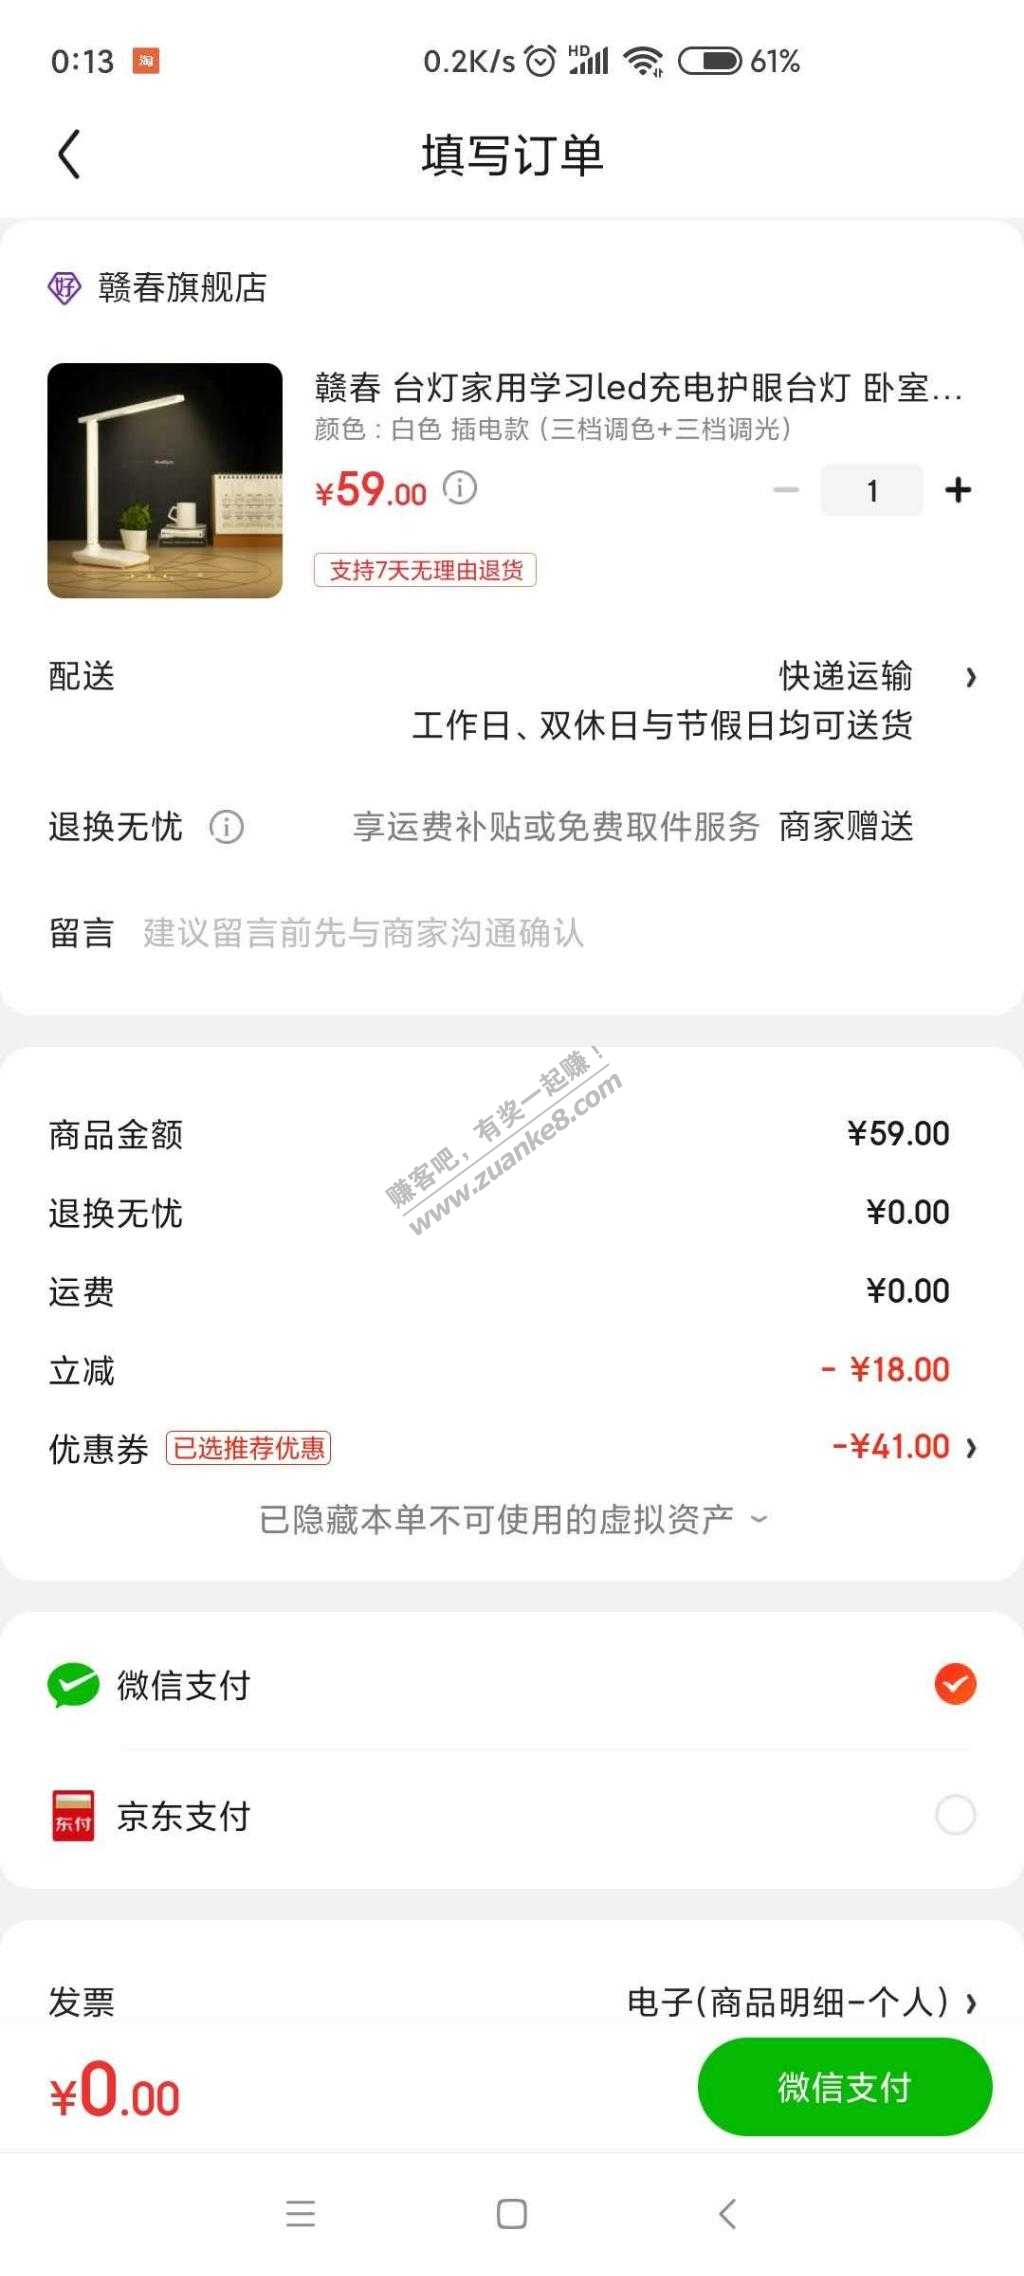 0:13 淘 0.2K/s HD 61%
填写订单
好 赣春旗舰店
赣春 台灯家用学习led充电护眼台灯 卧室...
颜色：白色 插电款（三档调色+三档调光）
¥59.00 1
支持7天无理由退货
配送 快递运输
工作日、双休日与节假日均可送货
退换无忧 享运费补贴或免费取件服务 商家赠送
留言 建议留言前先与商家沟通确认
赚客吧，有奖一起赚！
www.zuanke8.com
商品金额 ¥59.00
退换无忧 ¥0.00
运费 ¥0.00
立减 - ¥18.00
优惠券 已选推荐优惠 -¥41.00
已隐藏本单不可使用的虚拟资产
微信支付
东付 京东支付
发票 电子(商品明细-个人)
¥0.00 微信支付